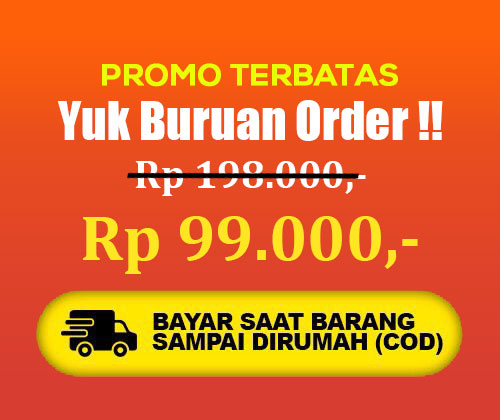 PROMO TERBATAS
Yuk Buruan Order !!
Rp 198.000,-
Rp 99.000,-
BAYAR SAAT BARANG
SAMPAI DIRUMAH (COD)